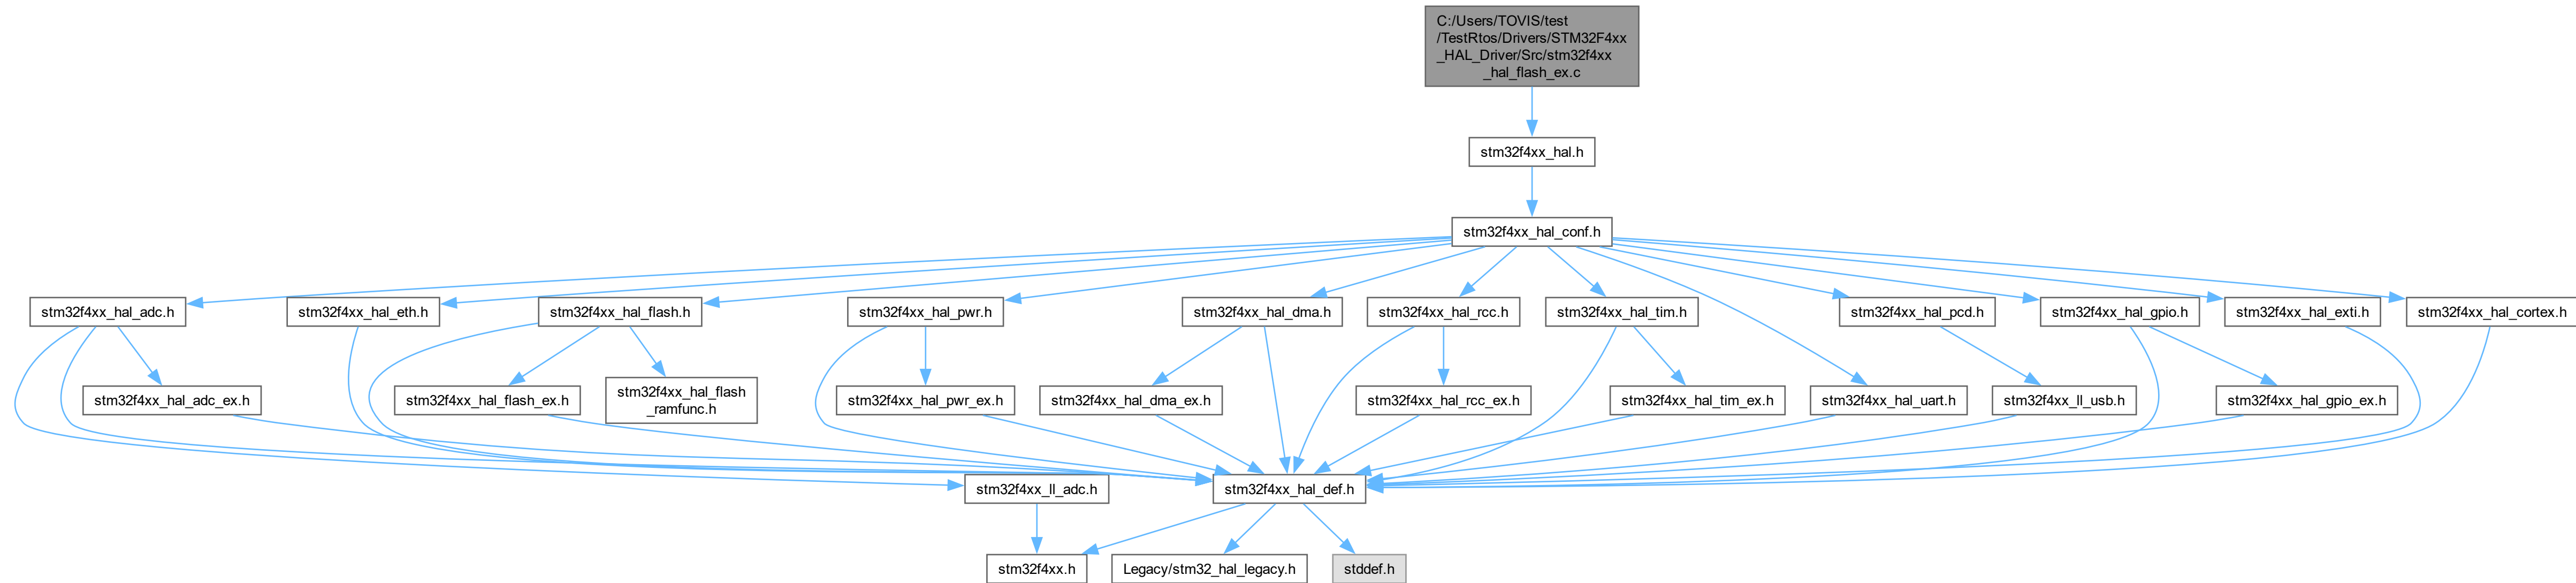 C:/Users/TOVIS/test
/TestRtos/Drivers/STM32F4xx
_HAL_Driver/Src/stm32f4xx
_hal_flash_ex.c
stm32f4xx_hal.h
stm32f4xx_hal_conf.h
stm32f4xx_hal_adc.h
stm32f4xx_hal_eth.h
stm32f4xx_hal_flash.h
stm32f4xx_hal_pwr.h
stm32f4xx_hal_dma.h
stm32f4xx_hal_rcc.h
stm32f4xx_hal_tim.h
stm32f4xx_hal_pcd.h
stm32f4xx_hal_gpio.h
stm32f4xx_hal_exti.h
stm32f4xx_hal_cortex.h
stm32f4xx_hal_adc_ex.h
stm32f4xx_hal_flash_ex.h
stm32f4xx_hal_flash
_ramfunc.h
stm32f4xx_hal_pwr_ex.h
stm32f4xx_hal_dma_ex.h
stm32f4xx_hal_rcc_ex.h
stm32f4xx_hal_tim_ex.h
stm32f4xx_hal_uart.h
stm32f4xx_ll_usb.h
stm32f4xx_hal_gpio_ex.h
stm32f4xx_ll_adc.h
stm32f4xx_hal_def.h
stm32f4xx.h
Legacy/stm32_hal_legacy.h
stddef.h